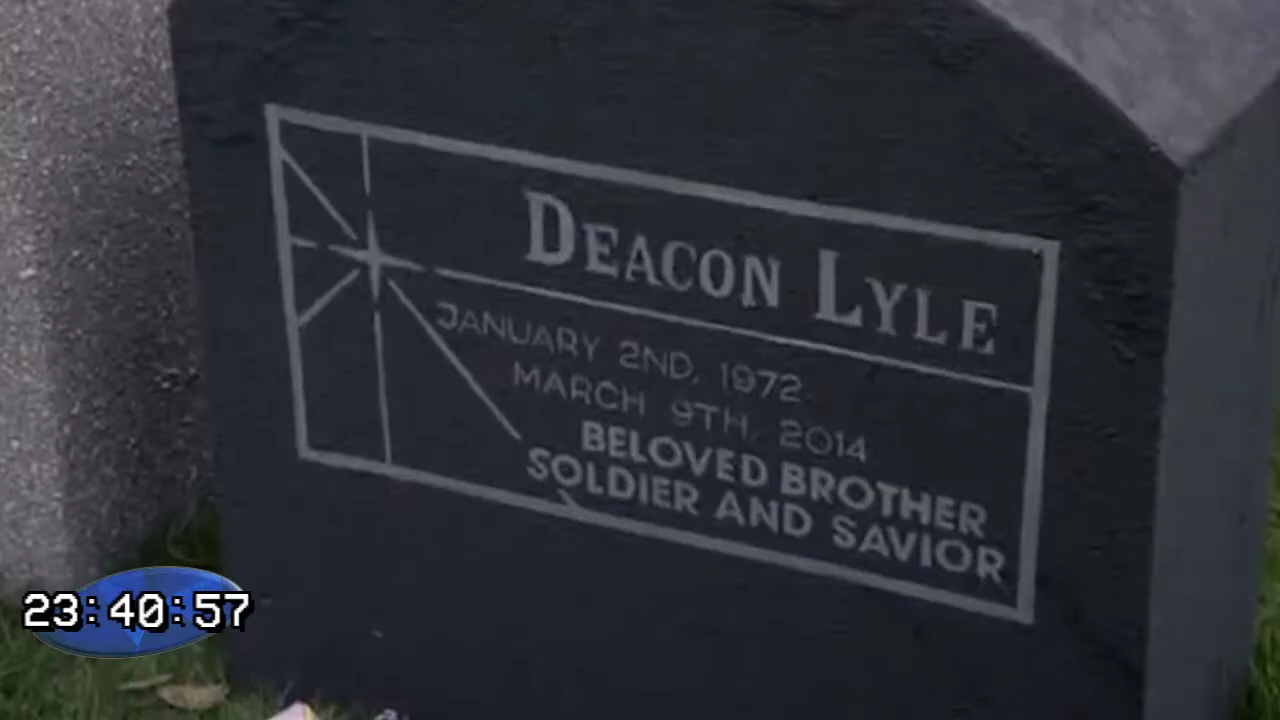 DEACON LYLE
JANUARY 2ND, 1972
MARCH 9TH, 2014
BELOVED BROTHER
SOLDIER AND SAVIOR
23:40:57